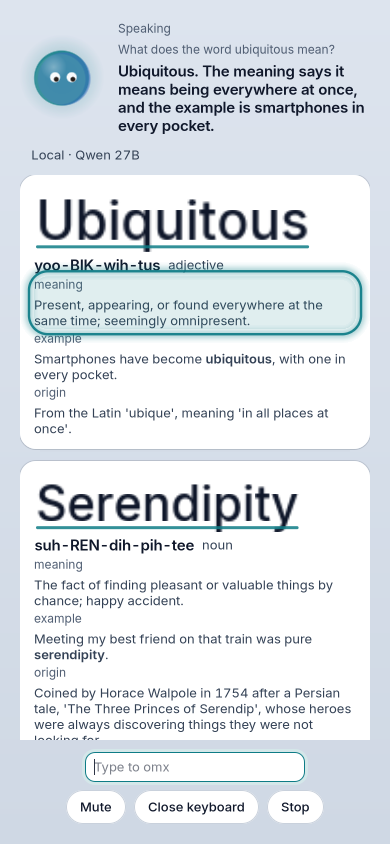 Speaking
What does the word ubiquitous mean?
Ubiquitous. The meaning says it
means being everywhere at once,
and the example is smartphones in
every pocket.
Local · Qwen 27B
Ubiquitous
yoo-BIK-wih-tus adjective
meaning
Present, appearing, or found everywhere at the
same time; seemingly omnipresent.
example
Smartphones have become ubiquitous, with one in
every pocket.
origin
From the Latin 'ubique', meaning 'in all places at
once'.
Serendipity
suh-REN-dih-pih-tee noun
meaning
The fact of finding pleasant or valuable things by
chance; happy accident.
example
Meeting my best friend on that train was pure
serendipity.
origin
Coined by Horace Walpole in 1754 after a Persian
tale, 'The Three Princes of Serendip', whose heroes
were always discovering things they were not
looking for
Type to omx
Mute Close keyboard Stop